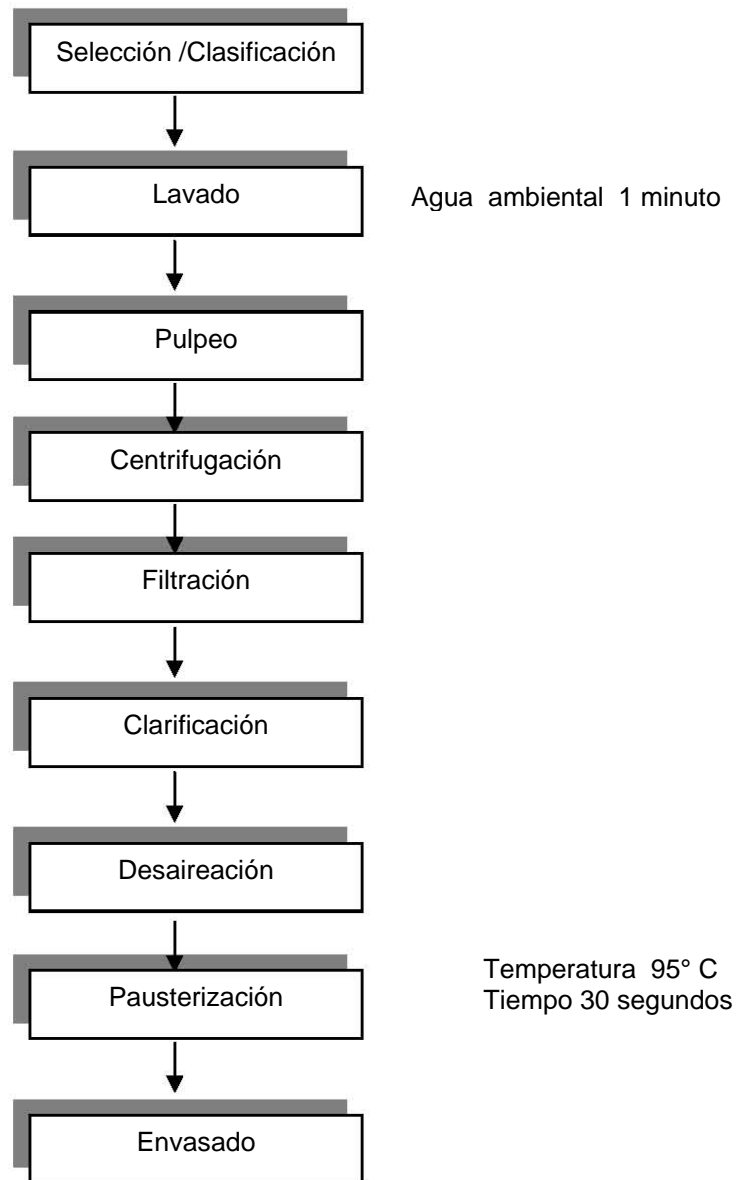 Selección /Clasificación
Lavado
Agua ambiental 1 minuto
Pulpeo
Centrifugación
Filtración
Clarificación
Desaireación
Pausterización
Temperatura 95° C
Tiempo 30 segundos
Envasado